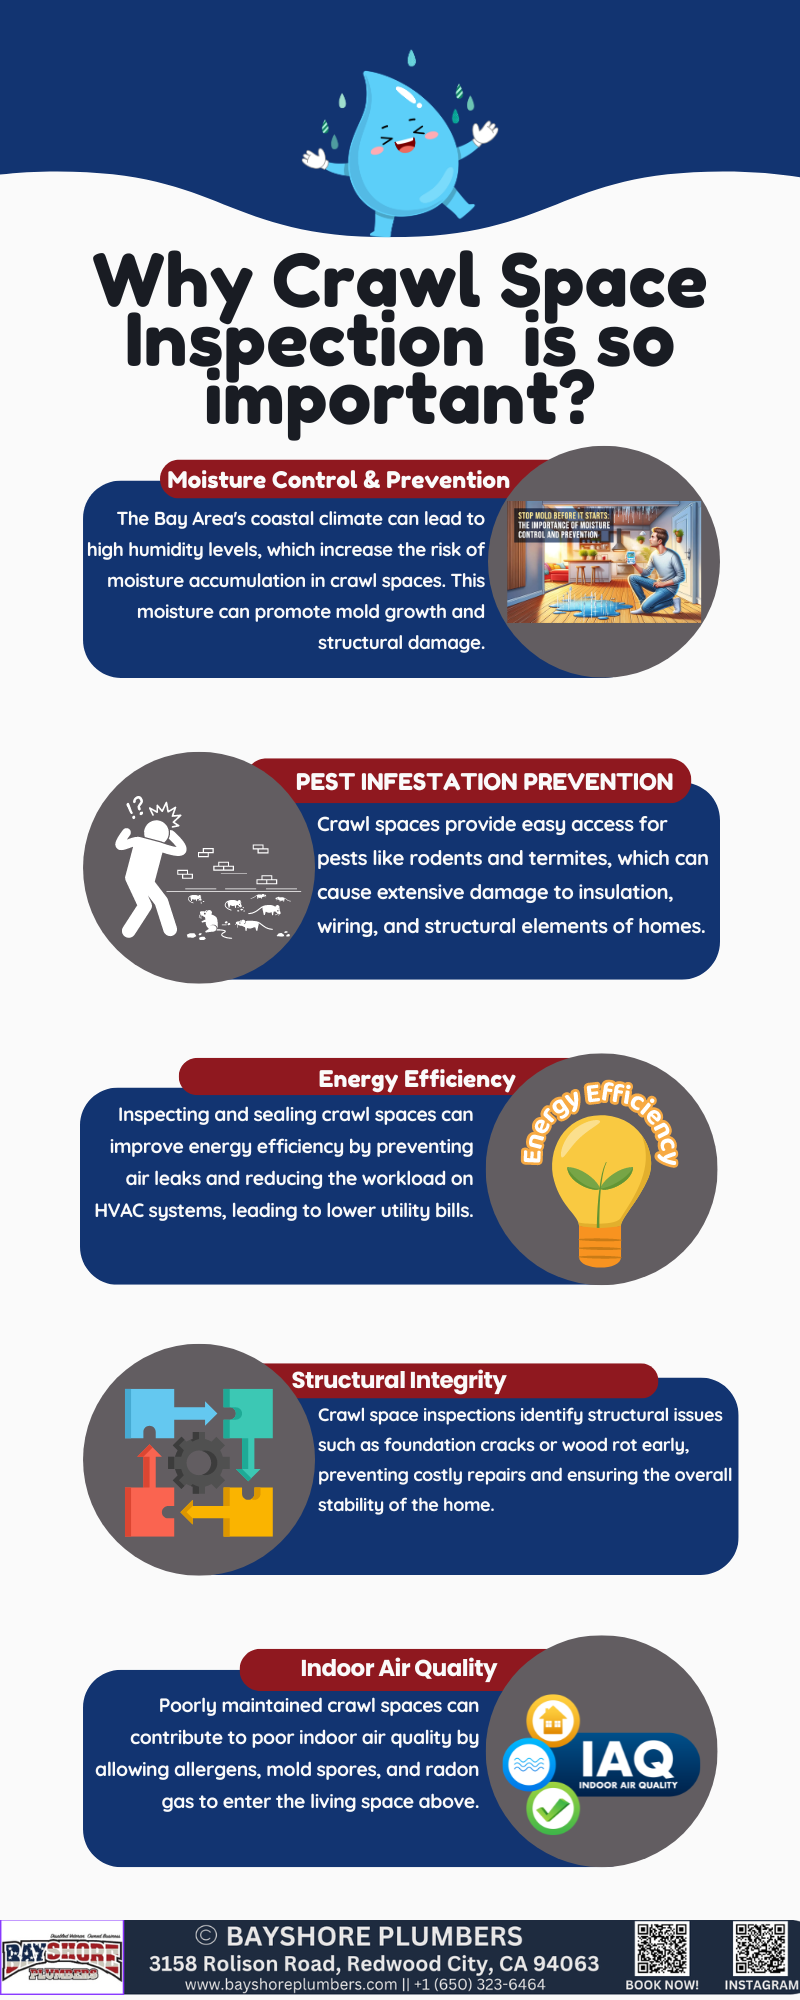 Why Crawl Space
Inspection is so
important?
Moisture Control & Prevention
The Bay Area's coastal climate can lead to
high humidity levels, which increase the risk of
moisture accumulation in crawl spaces. This
moisture can promote mold growth and
structural damage.
STOP MOLD BEFORE IT STARTS:
THE IMPORTANCE OF MOISTURE
CONTROL AND PREVENTION
!?
PEST INFESTATION PREVENTION
Crawl spaces provide easy access for
pests like rodents and termites, which can
cause extensive damage to insulation,
wiring, and structural elements of homes.
Energy Efficiency
Inspecting and sealing crawl spaces can
improve energy efficiency by preventing
air leaks and reducing the workload on
HVAC systems, leading to lower utility bills.
Energy Efficiency
Structural Integrity
Crawl space inspections identify structural issues
such as foundation cracks or wood rot early,
preventing costly repairs and ensuring the overall
stability of the home.
Indoor Air Quality
Poorly maintained crawl spaces can
contribute to poor indoor air quality by
allowing allergens, mold spores, and radon
gas to enter the living space above.
IAQ
INDOOR AIR QUALITY
Disabled Veteran Owned Business
BAYSHORE
PLUMBERS
© BAYSHORE PLUMBERS
3158 Rolison Road, Redwood City, CA 94063
www.bayshoreplumbers.com || +1 (650) 323-6464
BOOK NOW!
INSTAGRAM